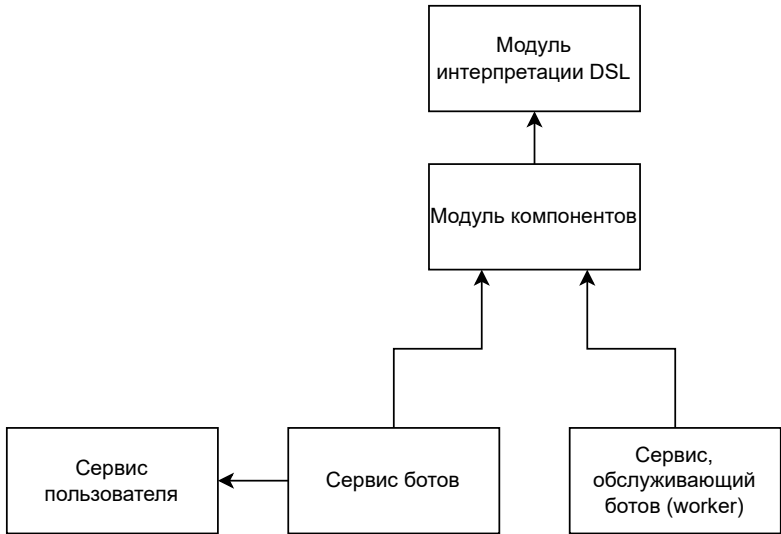 Модуль
интерпретации DSL
Модуль компонентов
Сервис
пользователя
Сервис ботов
Сервис,
обслуживающий
ботов (worker)